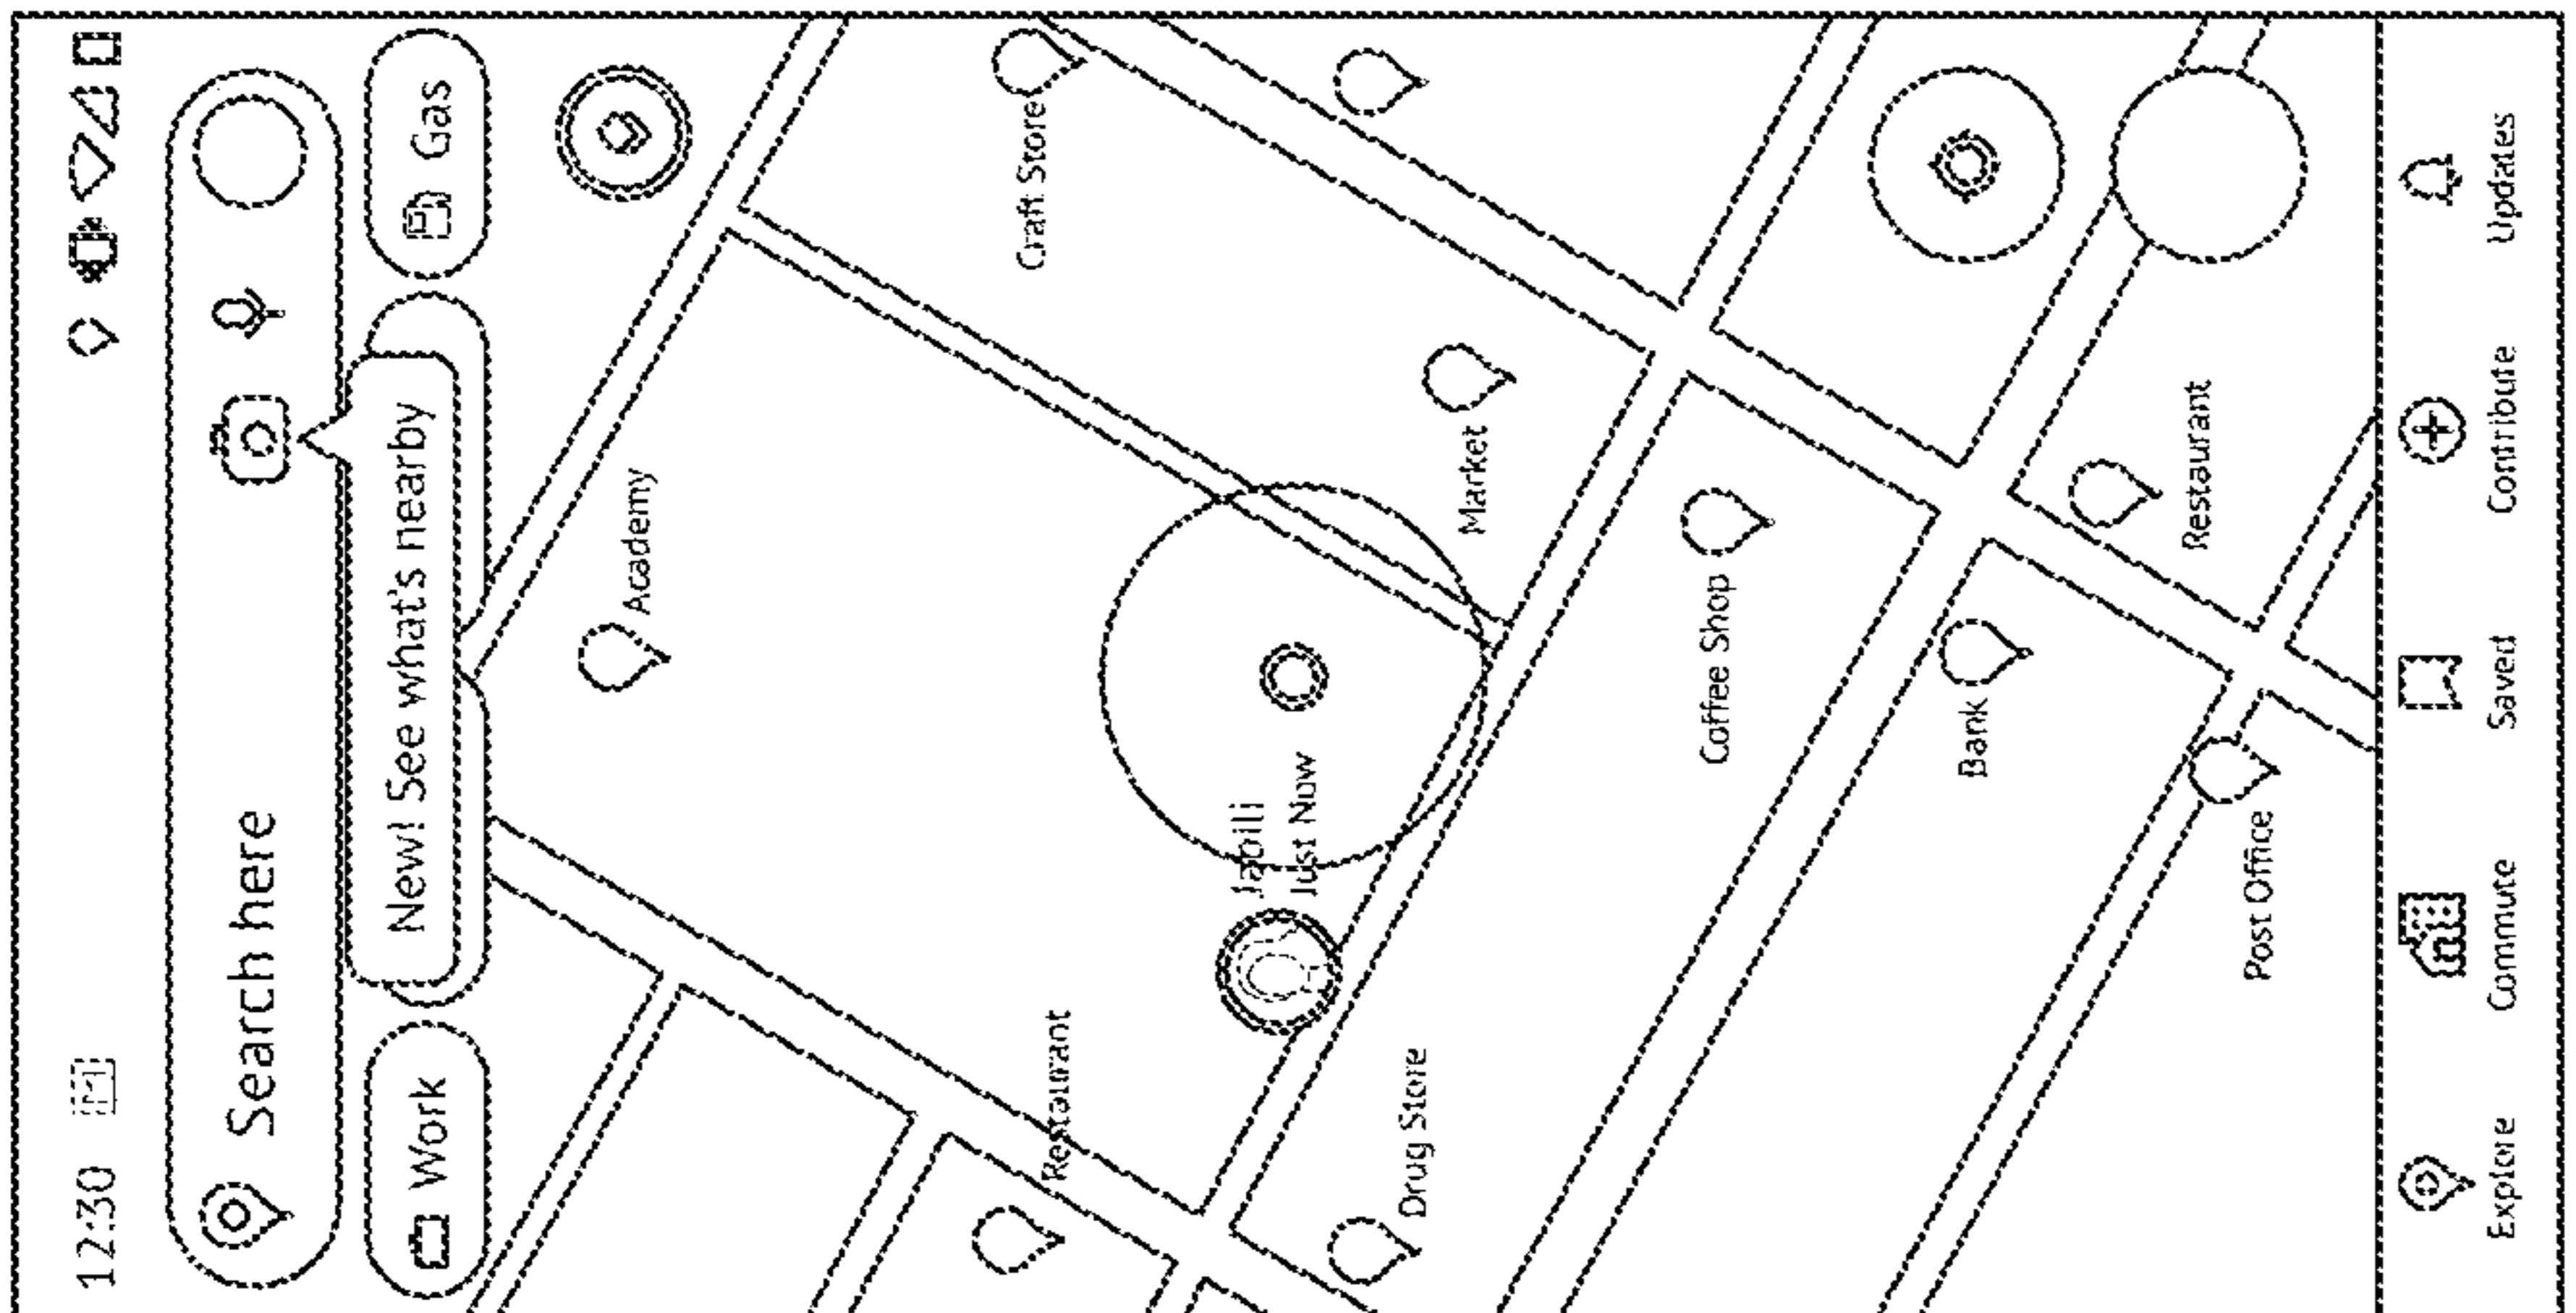 12:30
Search here
New! See what's nearby
Work
Gas
Academy
Craft Store
Restaurant
Jabili
Just Now
Market
Drug Store
Coffee Shop
Bank
Restaurant
Post Office
Explore
Commute
Saved
Contribute
Updates